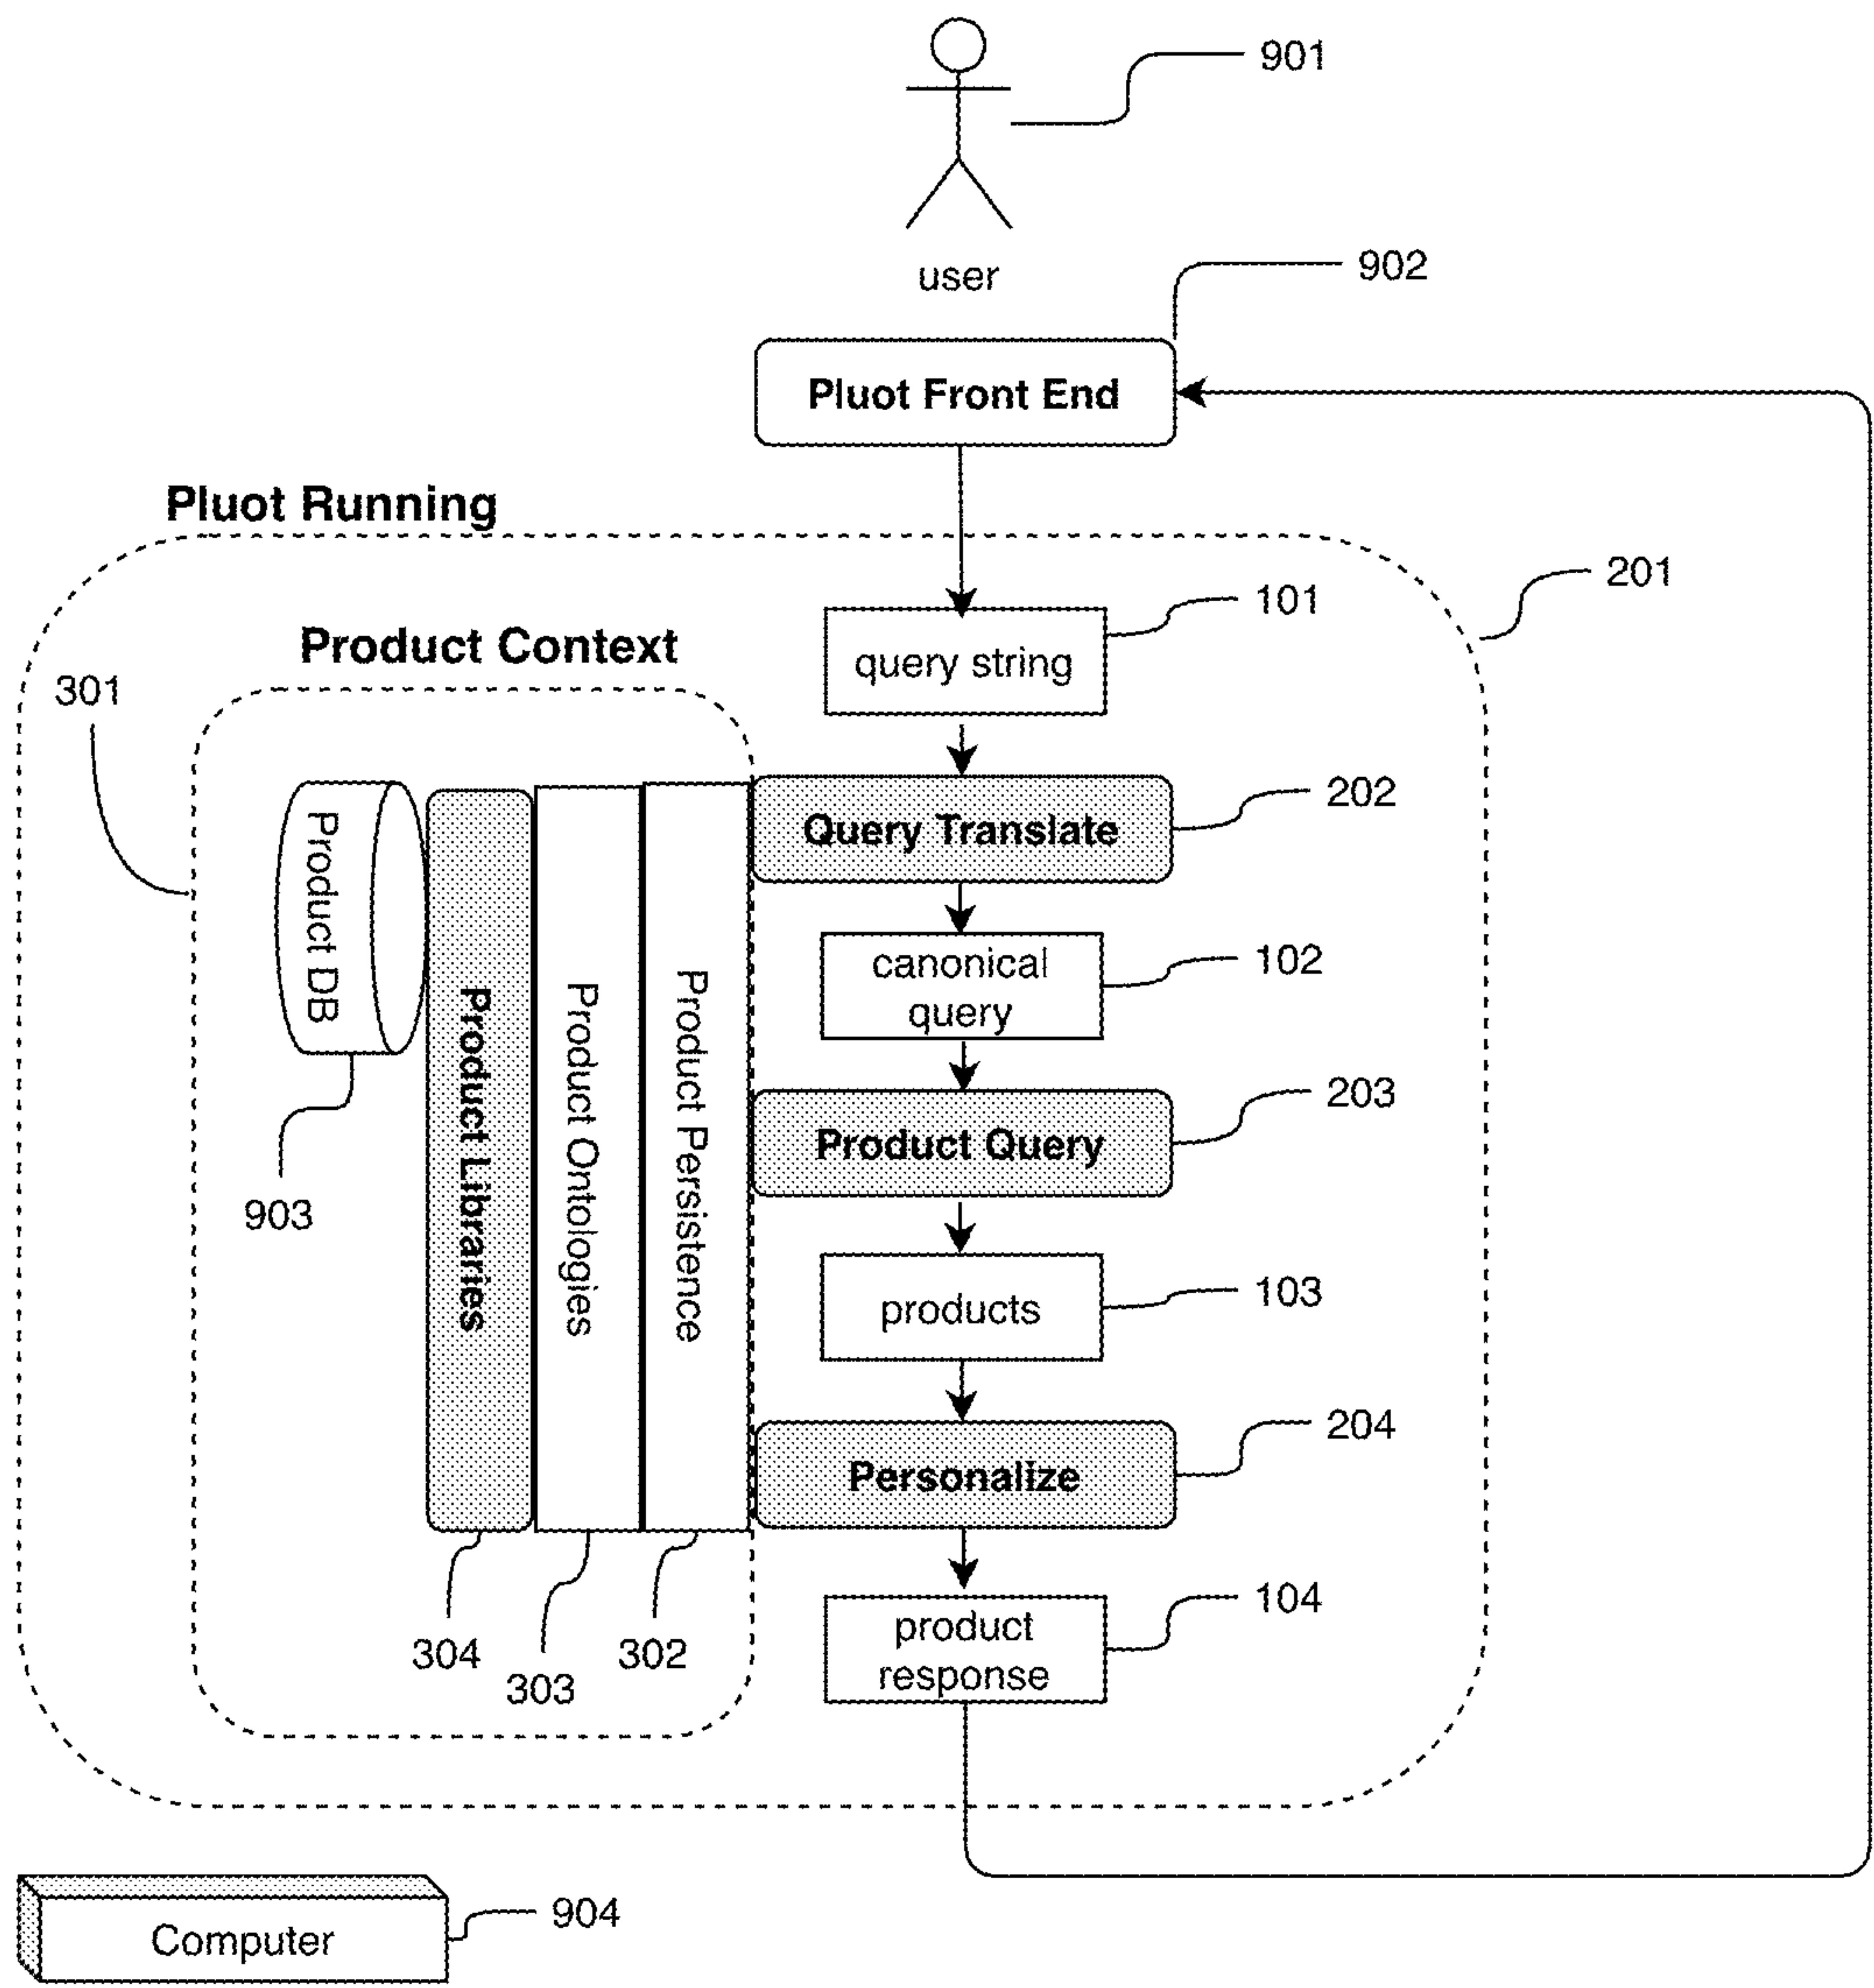 901
user
902
Pluot Front End
Pluot Running
201
101
query string
Product Context
301
202
Query Translate
Product DB
Product Libraries
Product Ontologies
Product Persistence
canonical
query
102
203
Product Query
903
products
103
204
Personalize
product
response
104
304
303
302
Computer
904